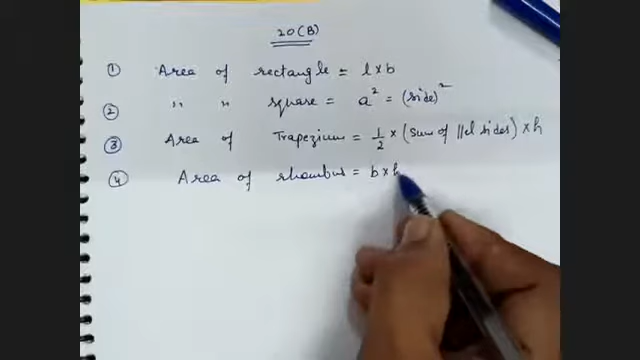 20(B)
① Area of rectangle = l×b
② " " square = a² = (side)²
③ Area of Trapezium = 1/2 × (Sum of ||el sides) × h
④ Area of rhombus = b×h